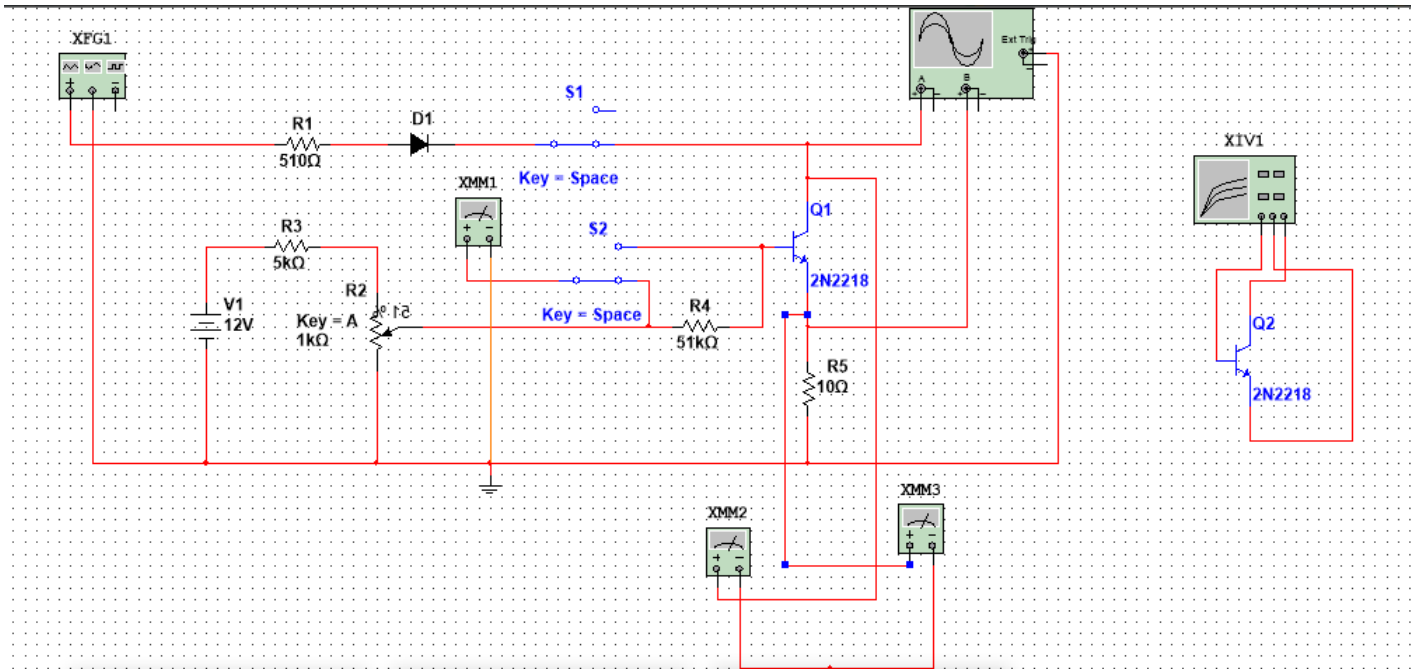 XFG1
Ext Trig
A
B
S1
R1
510Ω
D1
Key = Space
XIV1
XMM1
Q1
S2
R3
5kΩ
2N2218
R2
51 %
V1
12V
Key = A
1kΩ
Key = Space
R4
51kΩ
Q2
R5
10Ω
2N2218
XMM2
XMM3